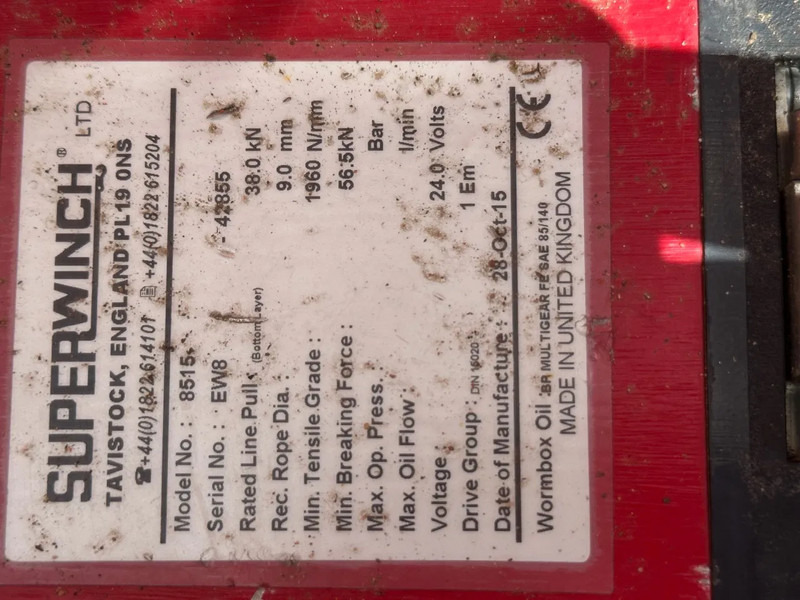 SUPERWINCH® LTD
TAVISTOCK, ENGLAND PL19 0NS
☎+44(0)1822 614101 +44(0)1822 615204
Model No. : 8515
Serial No. : EW8 - 42855
Rated Line Pull : (Bottom Layer) 38.0 kN
Rec. Rope Dia. 9.0 mm
Min. Tensile Grade : 1960 N/mm
Min. Breaking Force : 56.5kN
Max. Op. Press. Bar
Max. Oil Flow l/min
Voltage : 24.0 Volts
Drive Group : DIN 15020 1 Em
Date of Manufacture : 28-Oct-15
Wormbox Oil : BP MULTIGEAR FE SAE 85/140
MADE IN UNITED KINGDOM
CE